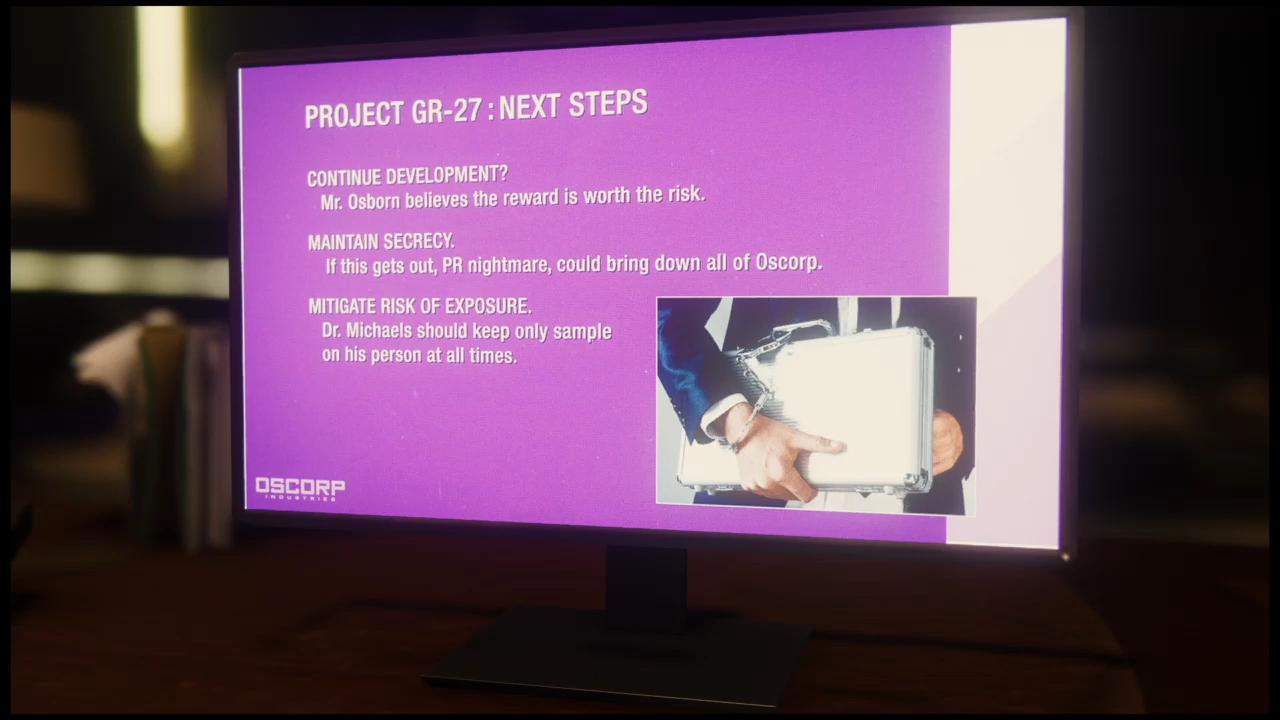 PROJECT GR-27 : NEXT STEPS
CONTINUE DEVELOPMENT?
Mr. Osborn believes the reward is worth the risk.
MAINTAIN SECRECY.
If this gets out, PR nightmare, could bring down all of Oscorp.
MITIGATE RISK OF EXPOSURE.
Dr. Michaels should keep only sample
on his person at all times.
OSCORP
INDUSTRIES